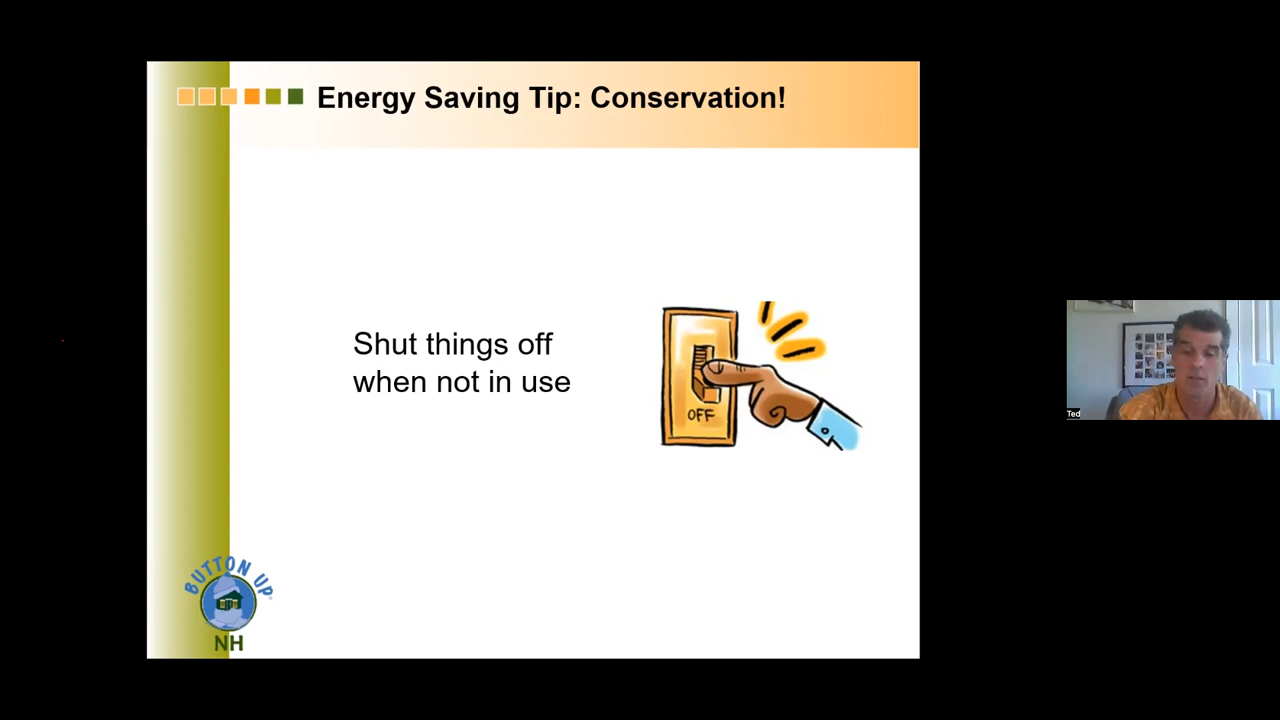 Energy Saving Tip: Conservation!
Shut things off
when not in use
OFF
BUTTON UP
NH
Ted